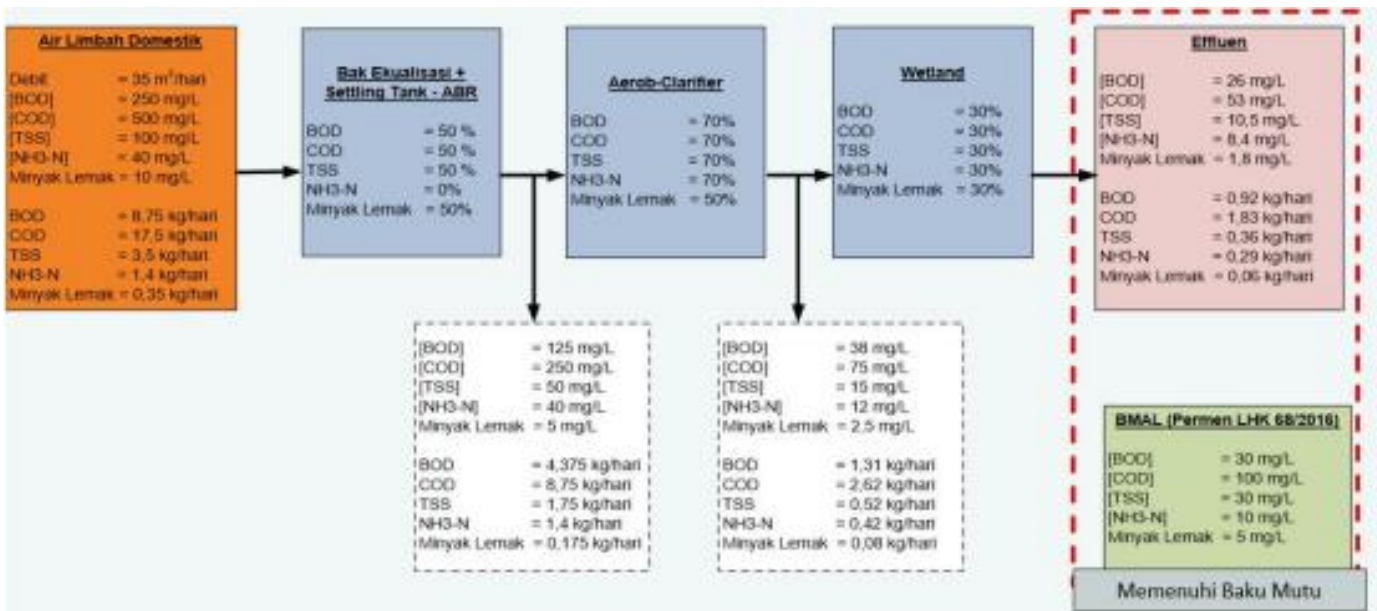 Air Limbah Domestik
Debit = 35 m³/hari
[BOD] = 250 mg/L
[COD] = 500 mg/L
[TSS] = 100 mg/L
[NH3-N] = 40 mg/L
Minyak Lemak = 10 mg/L
BOD = 8,75 kg/hari
COD = 17,5 kg/hari
TSS = 3,5 kg/hari
NH3-N = 1,4 kg/hari
Minyak Lemak = 0,35 kg/hari
Bak Ekualisasi +
Settling Tank - ABR
BOD = 50 %
COD = 50 %
TSS = 50 %
NH3-N = 0%
Minyak Lemak = 50%
Aerob-Clarifier
BOD = 70%
COD = 70%
TSS = 70%
NH3-N = 70%
Minyak Lemak = 50%
Wetland
BOD = 30%
COD = 30%
TSS = 30%
NH3-N = 30%
Minyak Lemak = 30%
Effluen
[BOD] = 26 mg/L
[COD] = 53 mg/L
[TSS] = 10,5 mg/L
[NH3-N] = 8,4 mg/L
Minyak Lemak = 1,8 mg/L
BOD = 0,92 kg/hari
COD = 1,83 kg/hari
TSS = 0,36 kg/hari
NH3-N = 0,29 kg/hari
Minyak Lemak = 0,06 kg/hari
[BOD] = 125 mg/L
[COD] = 250 mg/L
[TSS] = 50 mg/L
[NH3-N] = 40 mg/L
Minyak Lemak = 5 mg/L
BOD = 4,375 kg/hari
COD = 8,75 kg/hari
TSS = 1,75 kg/hari
NH3-N = 1,4 kg/hari
Minyak Lemak = 0,175 kg/hari
[BOD] = 38 mg/L
[COD] = 75 mg/L
[TSS] = 15 mg/L
[NH3-N] = 12 mg/L
Minyak Lemak = 2,5 mg/L
BOD = 1,31 kg/hari
COD = 2,62 kg/hari
TSS = 0,52 kg/hari
NH3-N = 0,42 kg/hari
Minyak Lemak = 0,08 kg/hari
BMAL (Permen LHK 68/2016)
[BOD] = 30 mg/L
[COD] = 100 mg/L
[TSS] = 30 mg/L
[NH3-N] = 10 mg/L
Minyak Lemak = 5 mg/L
Memenuhi Baku Mutu